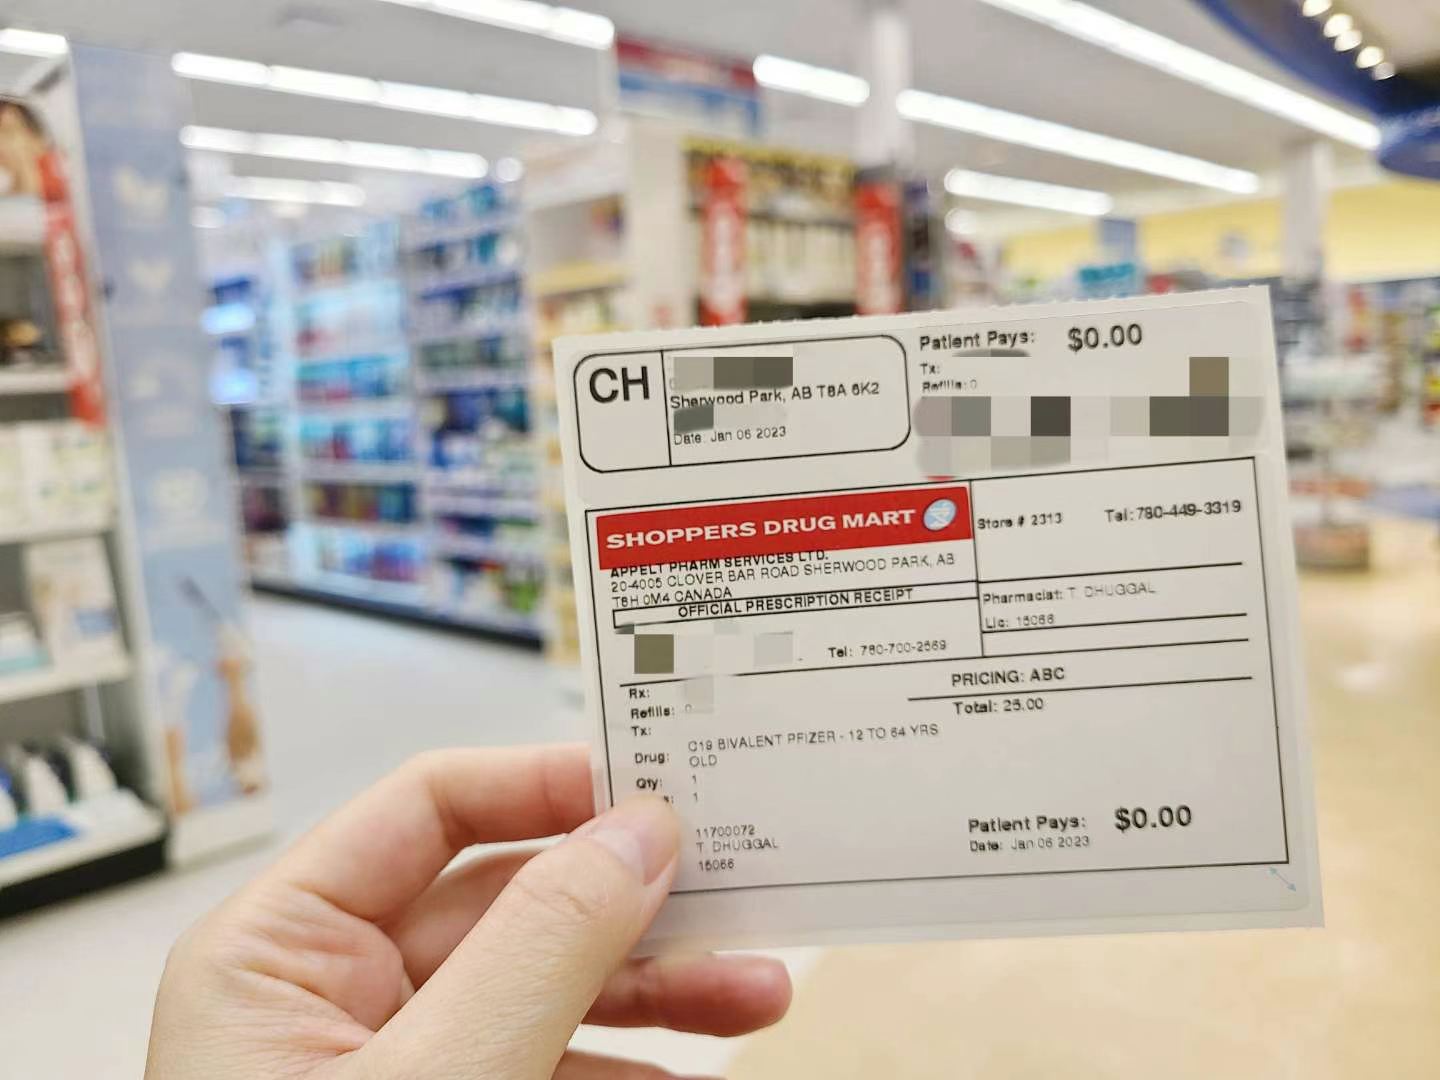 CH
Sherwood Park, AB T8A 6K2
Date: Jan 06 2023
Patient Pays: $0.00
Tx:
Refills: 0
SHOPPERS DRUG MART
APPELT PHARM SERVICES LTD.
20-4005 CLOVER BAR ROAD SHERWOOD PARK, AB
T8H 0M4 CANADA
Store # 2313 Tel: 780-449-3319
OFFICIAL PRESCRIPTION RECEIPT
Pharmacist: T. DHUGGAL
Lic: 15066
Tel: 780-700-2569
Rx:
Refills: 0
Tx:
PRICING: ABC
Total: 25.00
Drug: C19 BIVALENT PFIZER - 12 TO 64 YRS
OLD
Qty: 1
1
11700072
T. DHUGGAL
15066
Patient Pays: $0.00
Date: Jan 06 2023